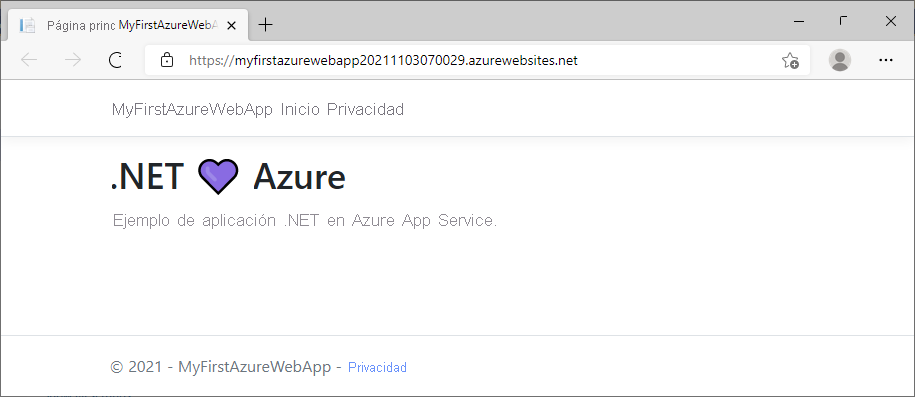 Página princ MyFirstAzureWebA
https://myfirstazurewebapp20211103070029.azurewebsites.net
MyFirstAzureWebApp Inicio Privacidad
.NET 💜 Azure
Ejemplo de aplicación .NET en Azure App Service.
© 2021 - MyFirstAzureWebApp - Privacidad